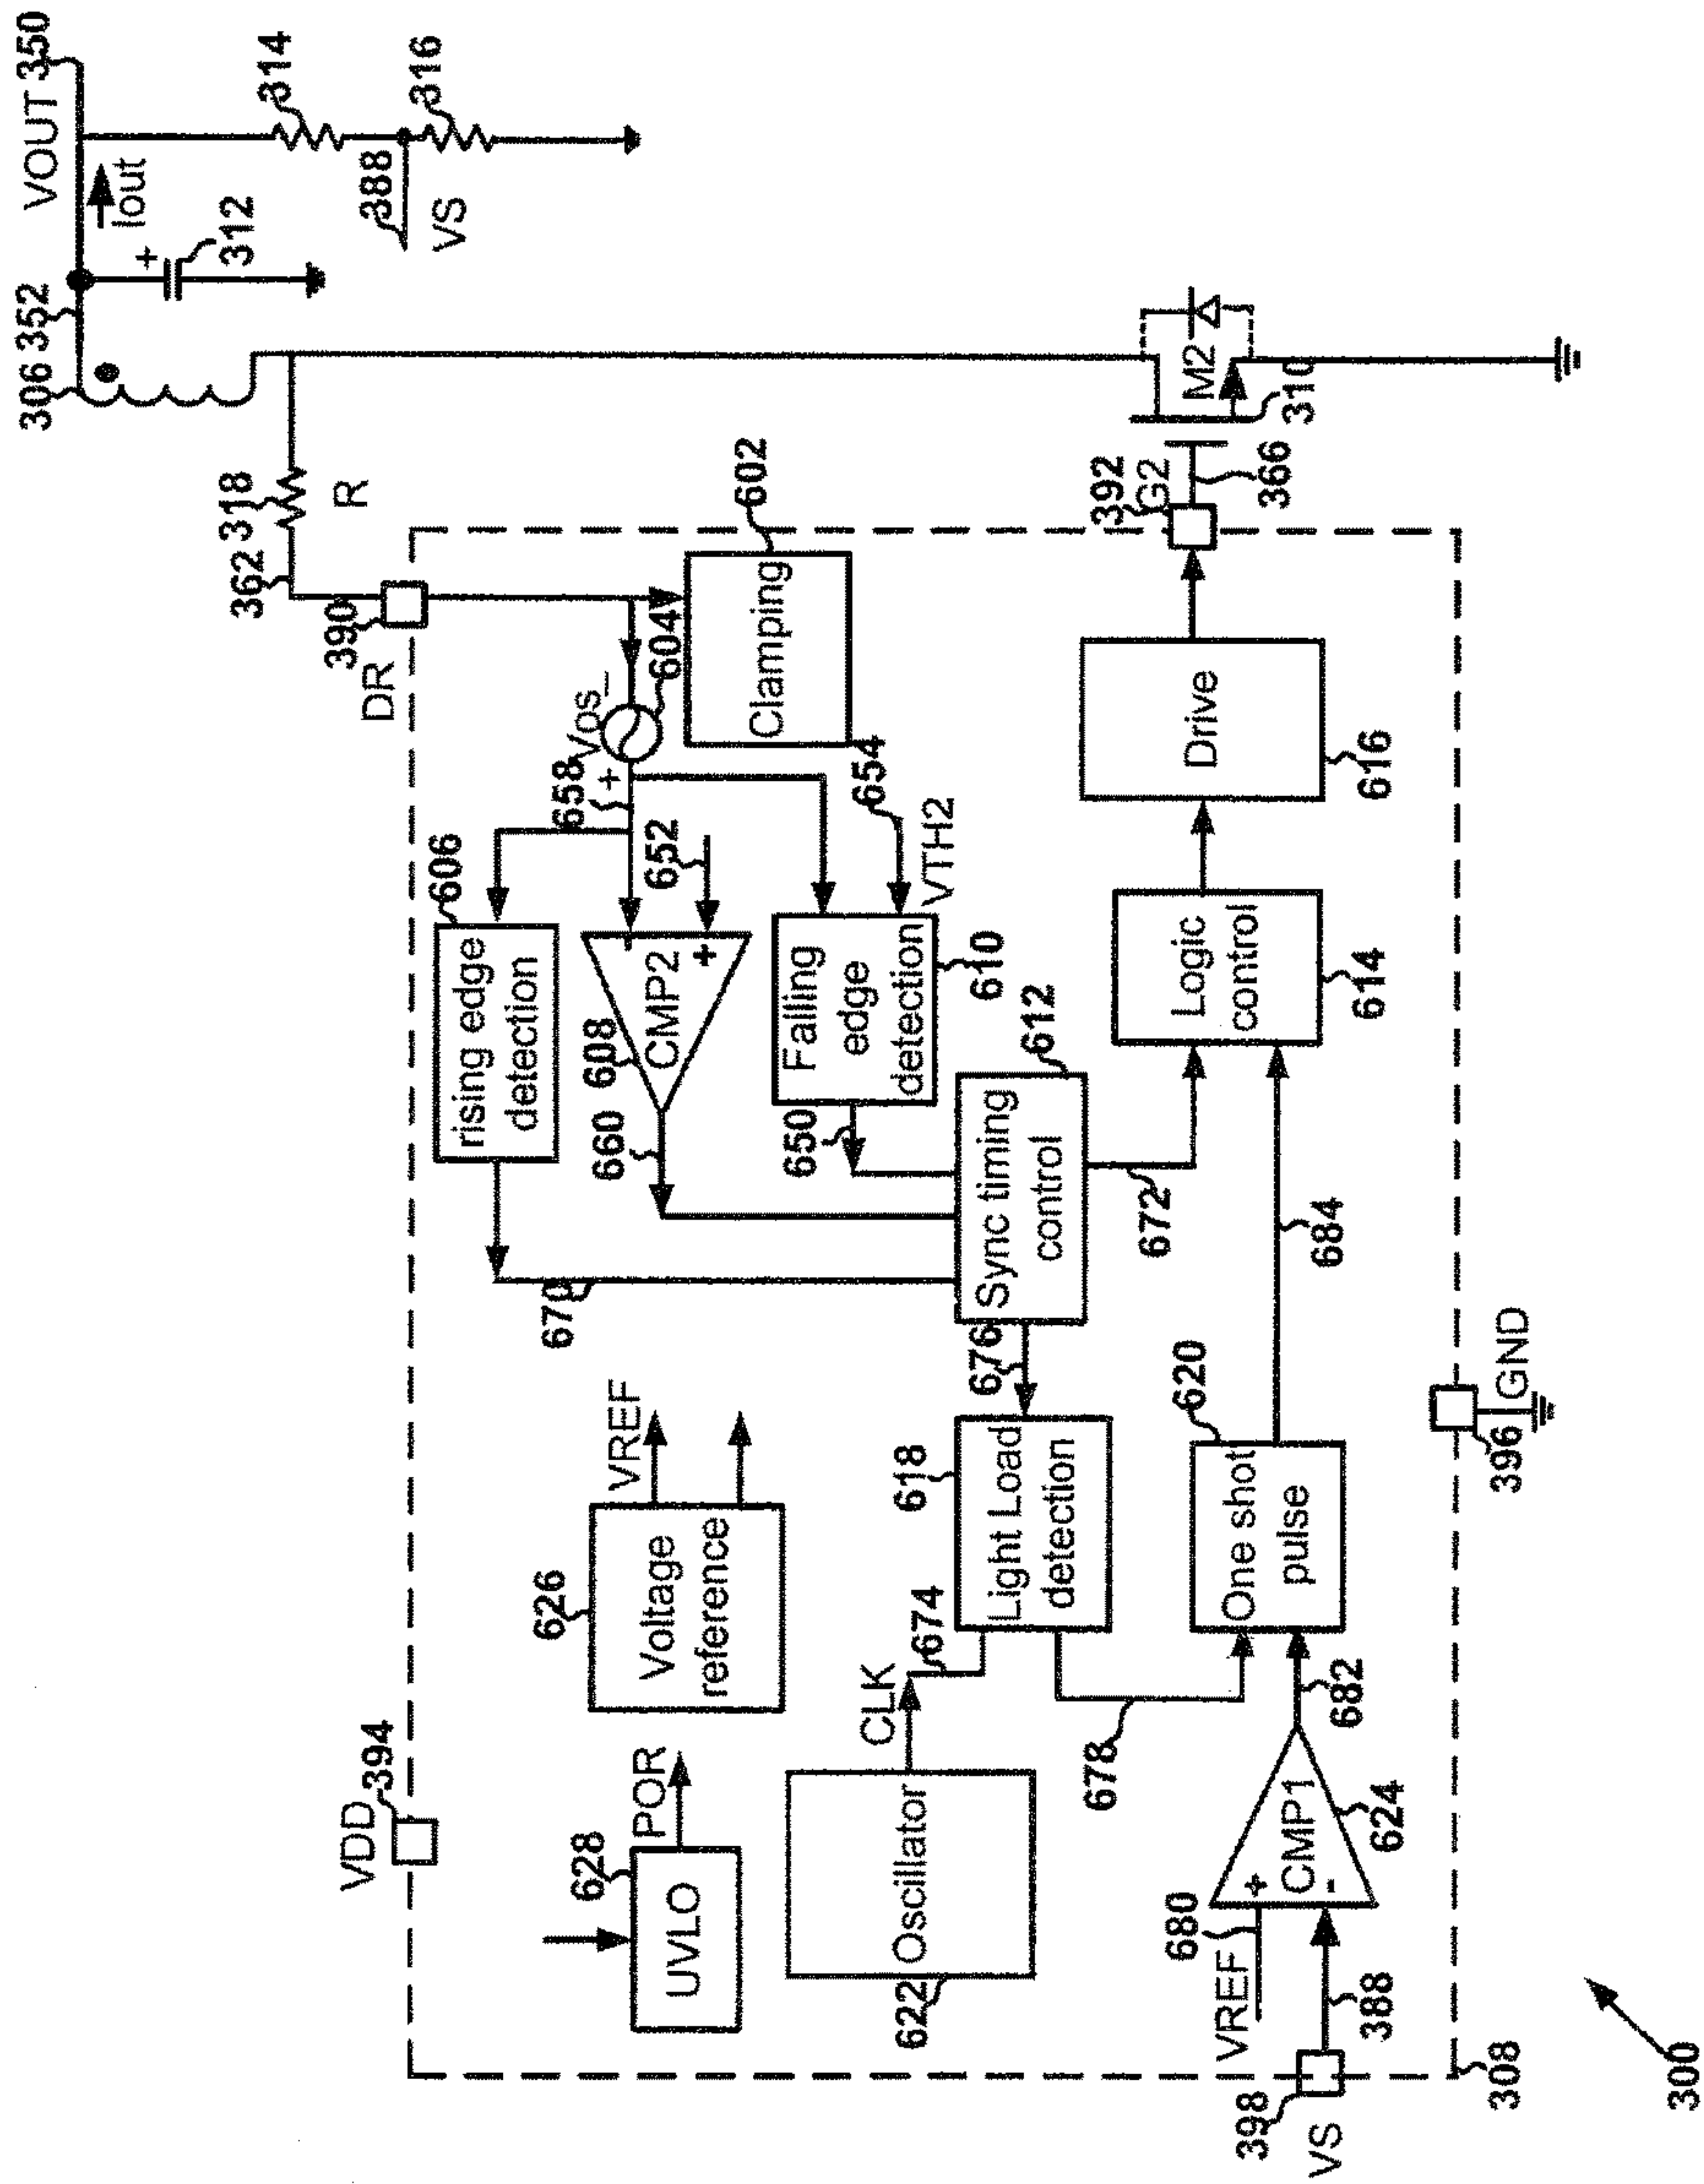 306
352
VOUT
350
+
Iout
312
314
388
VS
316
362
318
R
390
DR
602
604
Vos
-
+
658
Clamping
654
VTH2
652
606
rising edge
detection
-
+
CMP2
608
660
Falling
edge
detection
610
650
670
612
Sync timing
control
672
676
614
Logic
control
616
Drive
392
G2
366
M2
310
VDD
394
628
UVLO
POR
626
Voltage
reference
VREF
622
Oscillator
CLK
674
618
Light Load
detection
678
620
One shot
pulse
684
680
VREF
+
-
CMP1
624
682
388
398
VS
396
GND
308
300